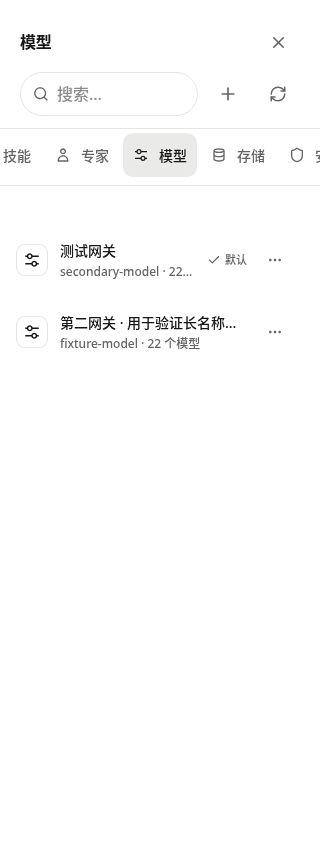 模型
搜索...
技能 专家 模型 存储
测试网关
secondary-model · 22...
默认
第二网关 · 用于验证长名称...
fixture-model · 22 个模型